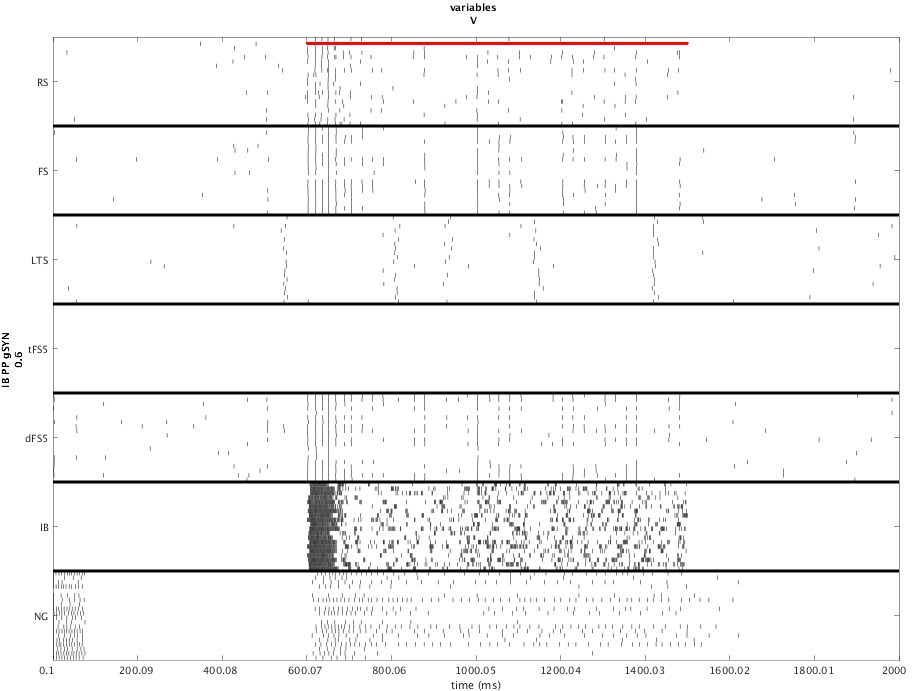 variables
V
RS
FS
LTS
tFS5
dFS5
IB
NG
IB PP gSYN
0.6
0.1 200.09 400.08 600.07 800.06 1000.05 1200.04 1400.03 1600.02 1800.01 2000
time (ms)